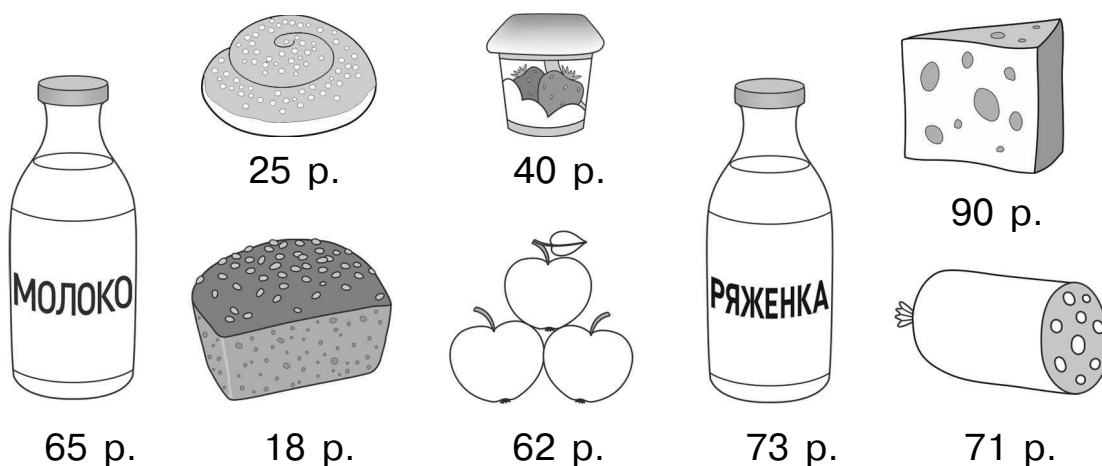 25 р.
40 р.
90 р.
МОЛОКО
РЯЖЕНКА
65 р.
18 р.
62 р.
73 р.
71 р.